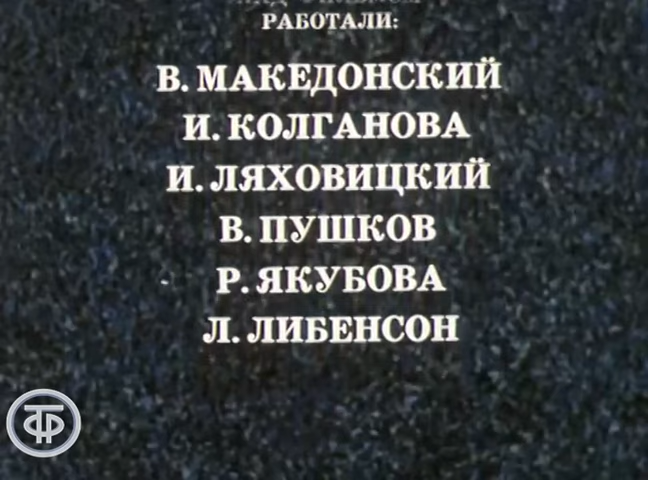 РАБОТАЛИ:
В. МАКЕДОНСКИЙ
И. КОЛГАНОВА
И. ЛЯХОВИЦКИЙ
В. ПУШКОВ
Р. ЯКУБОВА
Л. ЛИБЕНСОН